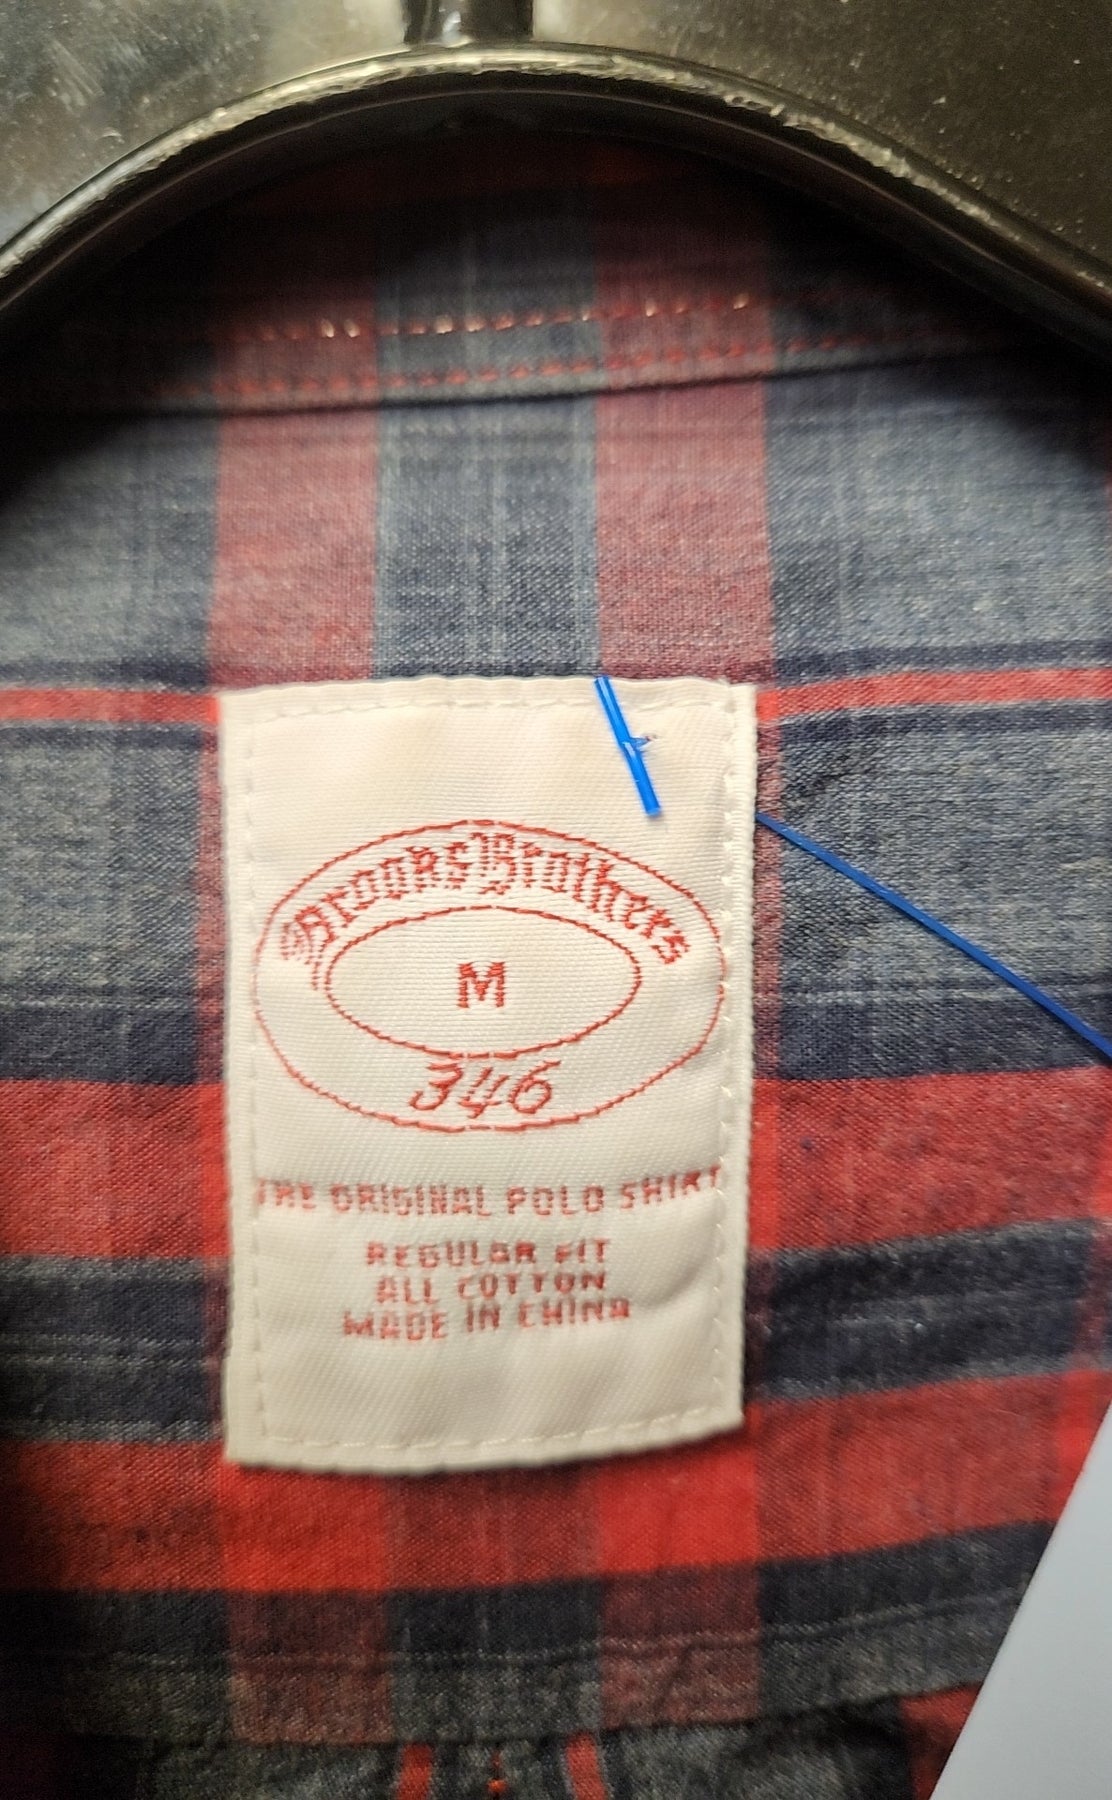 Brooks Brothers
M
346
THE ORIGINAL POLO SHIRT
REGULAR FIT
ALL COTTON
MADE IN CHINA